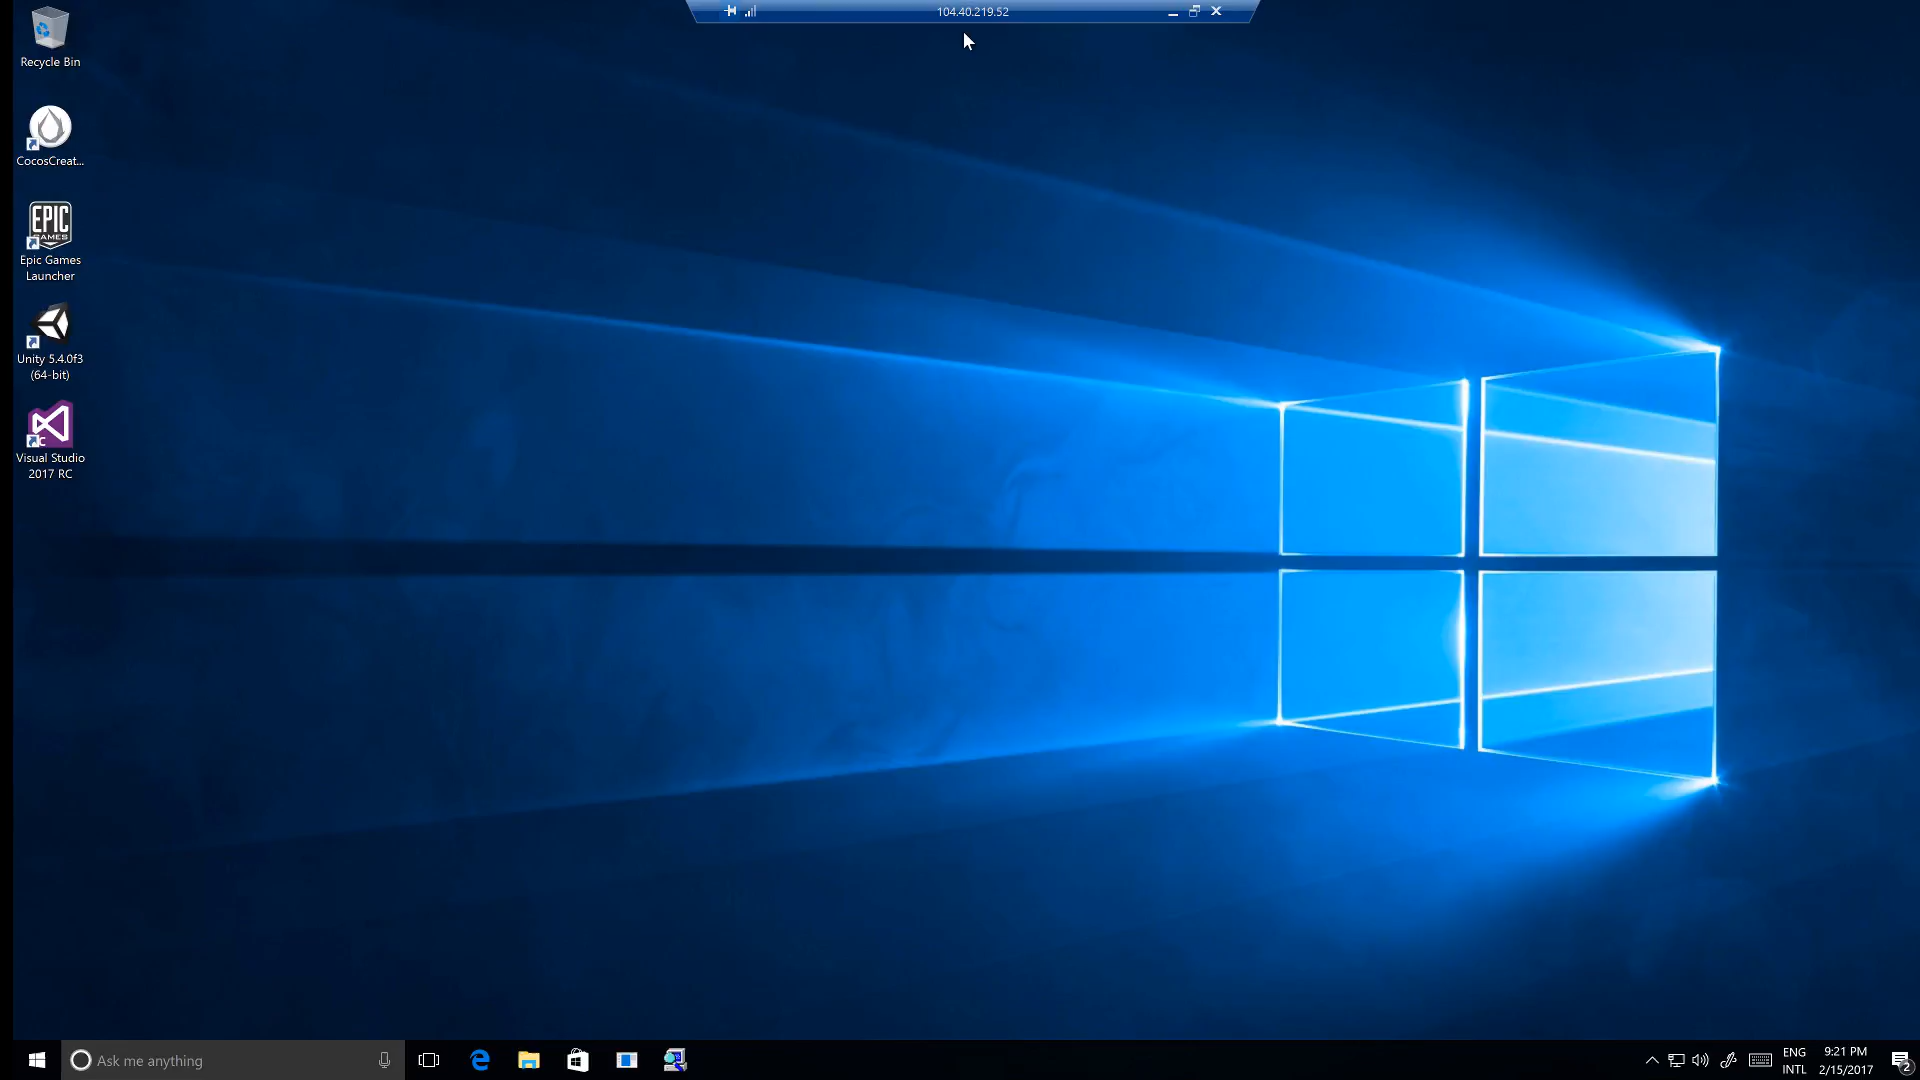 104.40.219.52
Recycle Bin
CocosCreat...
EPIC
GAMES
Epic Games
Launcher
Unity 5.4.0f3
(64-bit)
C
Visual Studio
2017 RC
Ask me anything
ENG
INTL
9:21 PM
2/15/2017
2